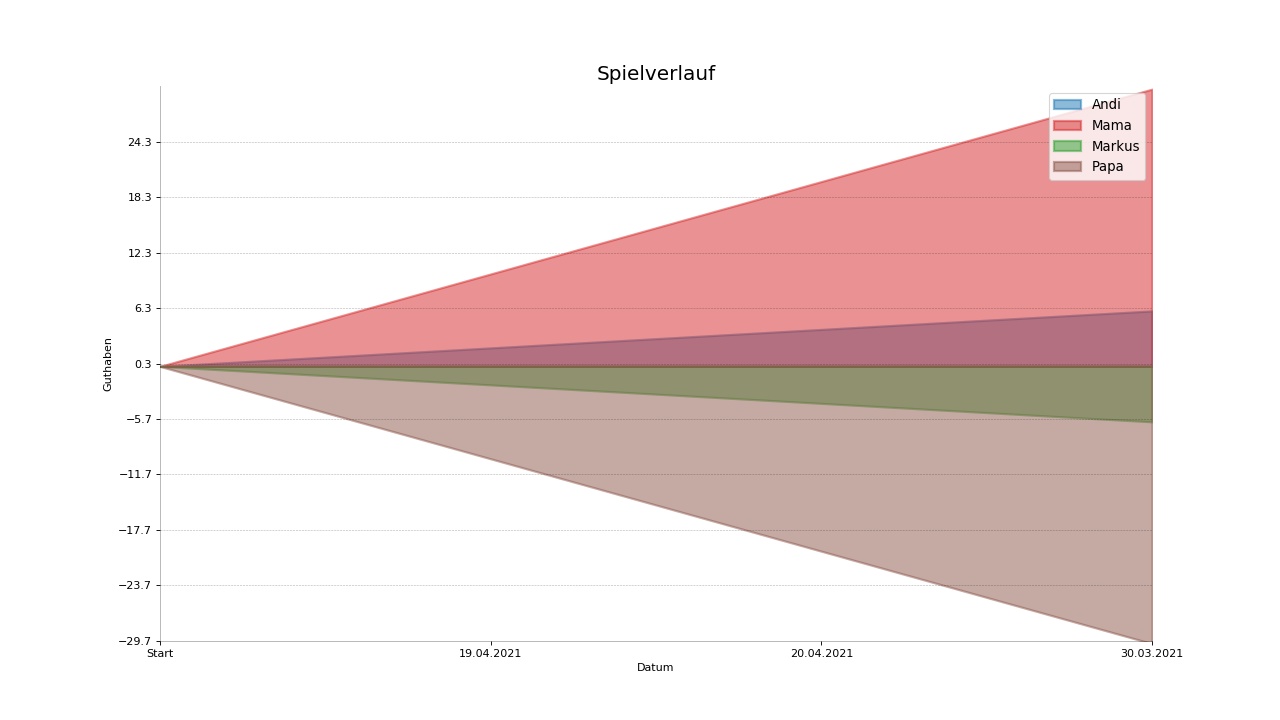 Spielverlauf
Andi
Mama
Markus
Papa
24.3
18.3
12.3
6.3
0.3
−5.7
−11.7
−17.7
−23.7
−29.7
Guthaben
Start
19.04.2021
20.04.2021
30.03.2021
Datum